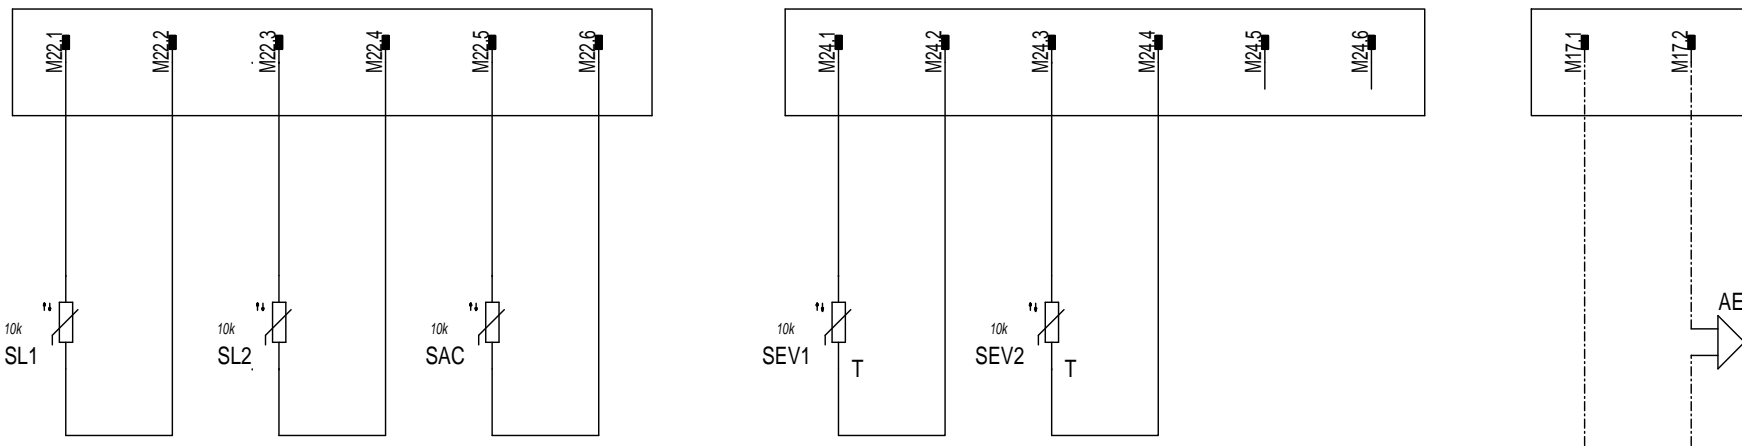 M22.1
M22.2
M22.3
M22.4
M22.5
M22.6
M24.1
M24.2
M24.3
M24.4
M24.5
M24.6
M17.1
M17.2
10k
SL1
10k
SL2
10k
SAC
10k
SEV1
T
10k
SEV2
T
AE